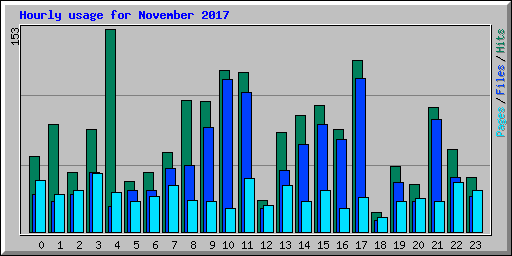 Hourly usage for November 2017
153
Pages/Files/Hits
0 1 2 3 4 5 6 7 8 9 10 11 12 13 14 15 16 17 18 19 20 21 22 23